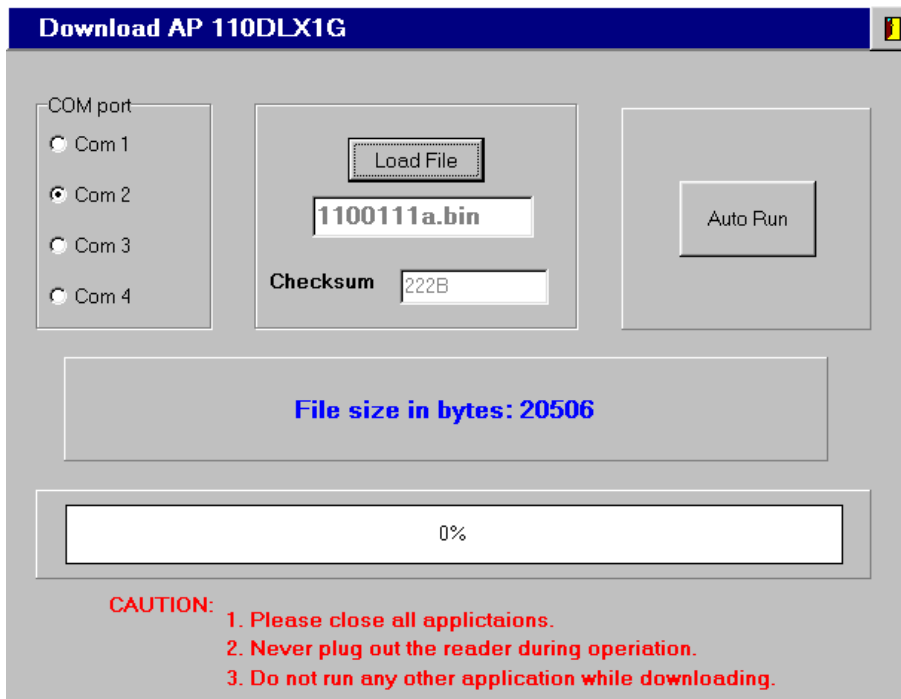 Download AP 110DLX1G
COM port
Com 1
Com 2
Com 3
Com 4
Load File
1100111a.bin
Checksum 222B
Auto Run
File size in bytes: 20506
0%
CAUTION:
1. Please close all applictaions.
2. Never plug out the reader during operiation.
3. Do not run any other application while downloading.